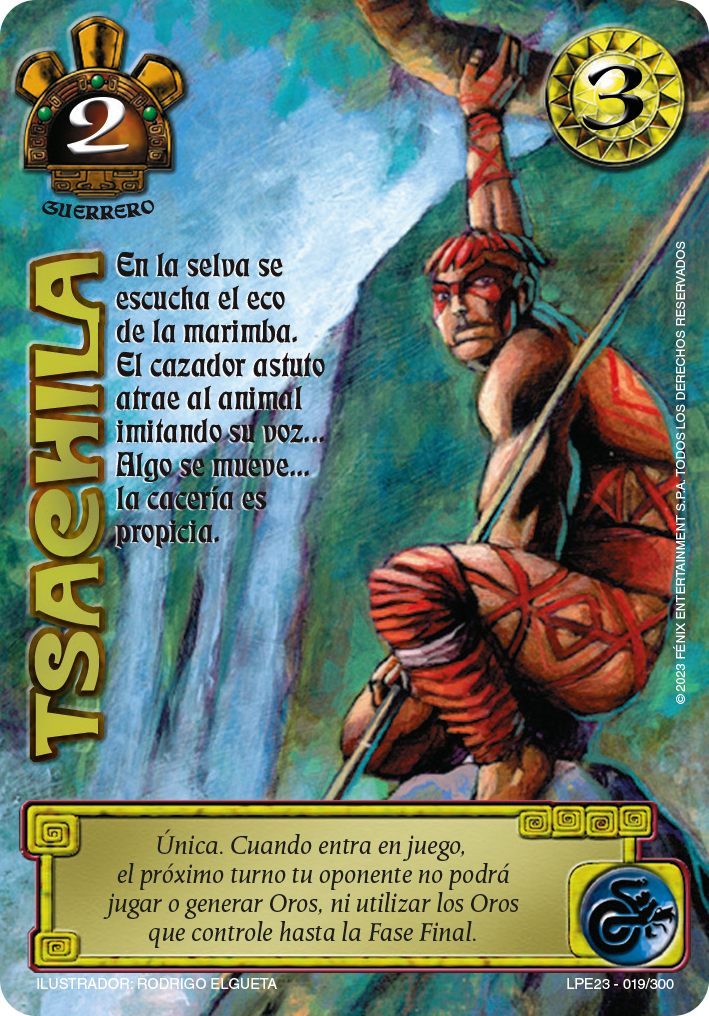 2
GUERRERO
3
TSACHILA
En la selva se
escucha el eco
de la marimba.
El cazador astuto
atrae al animal
imitando su voz...
Algo se mueve...
la cacería es
propicia.
© 2023 FÉNIX ENTERTAINMENT S.P.A. TODOS LOS DERECHOS RESERVADOS
Única. Cuando entra en juego,
el próximo turno tu oponente no podrá
jugar o generar Oros, ni utilizar los Oros
que controle hasta la Fase Final.
ILUSTRADOR: RODRIGO ELGUETA
LPE23 - 019/300